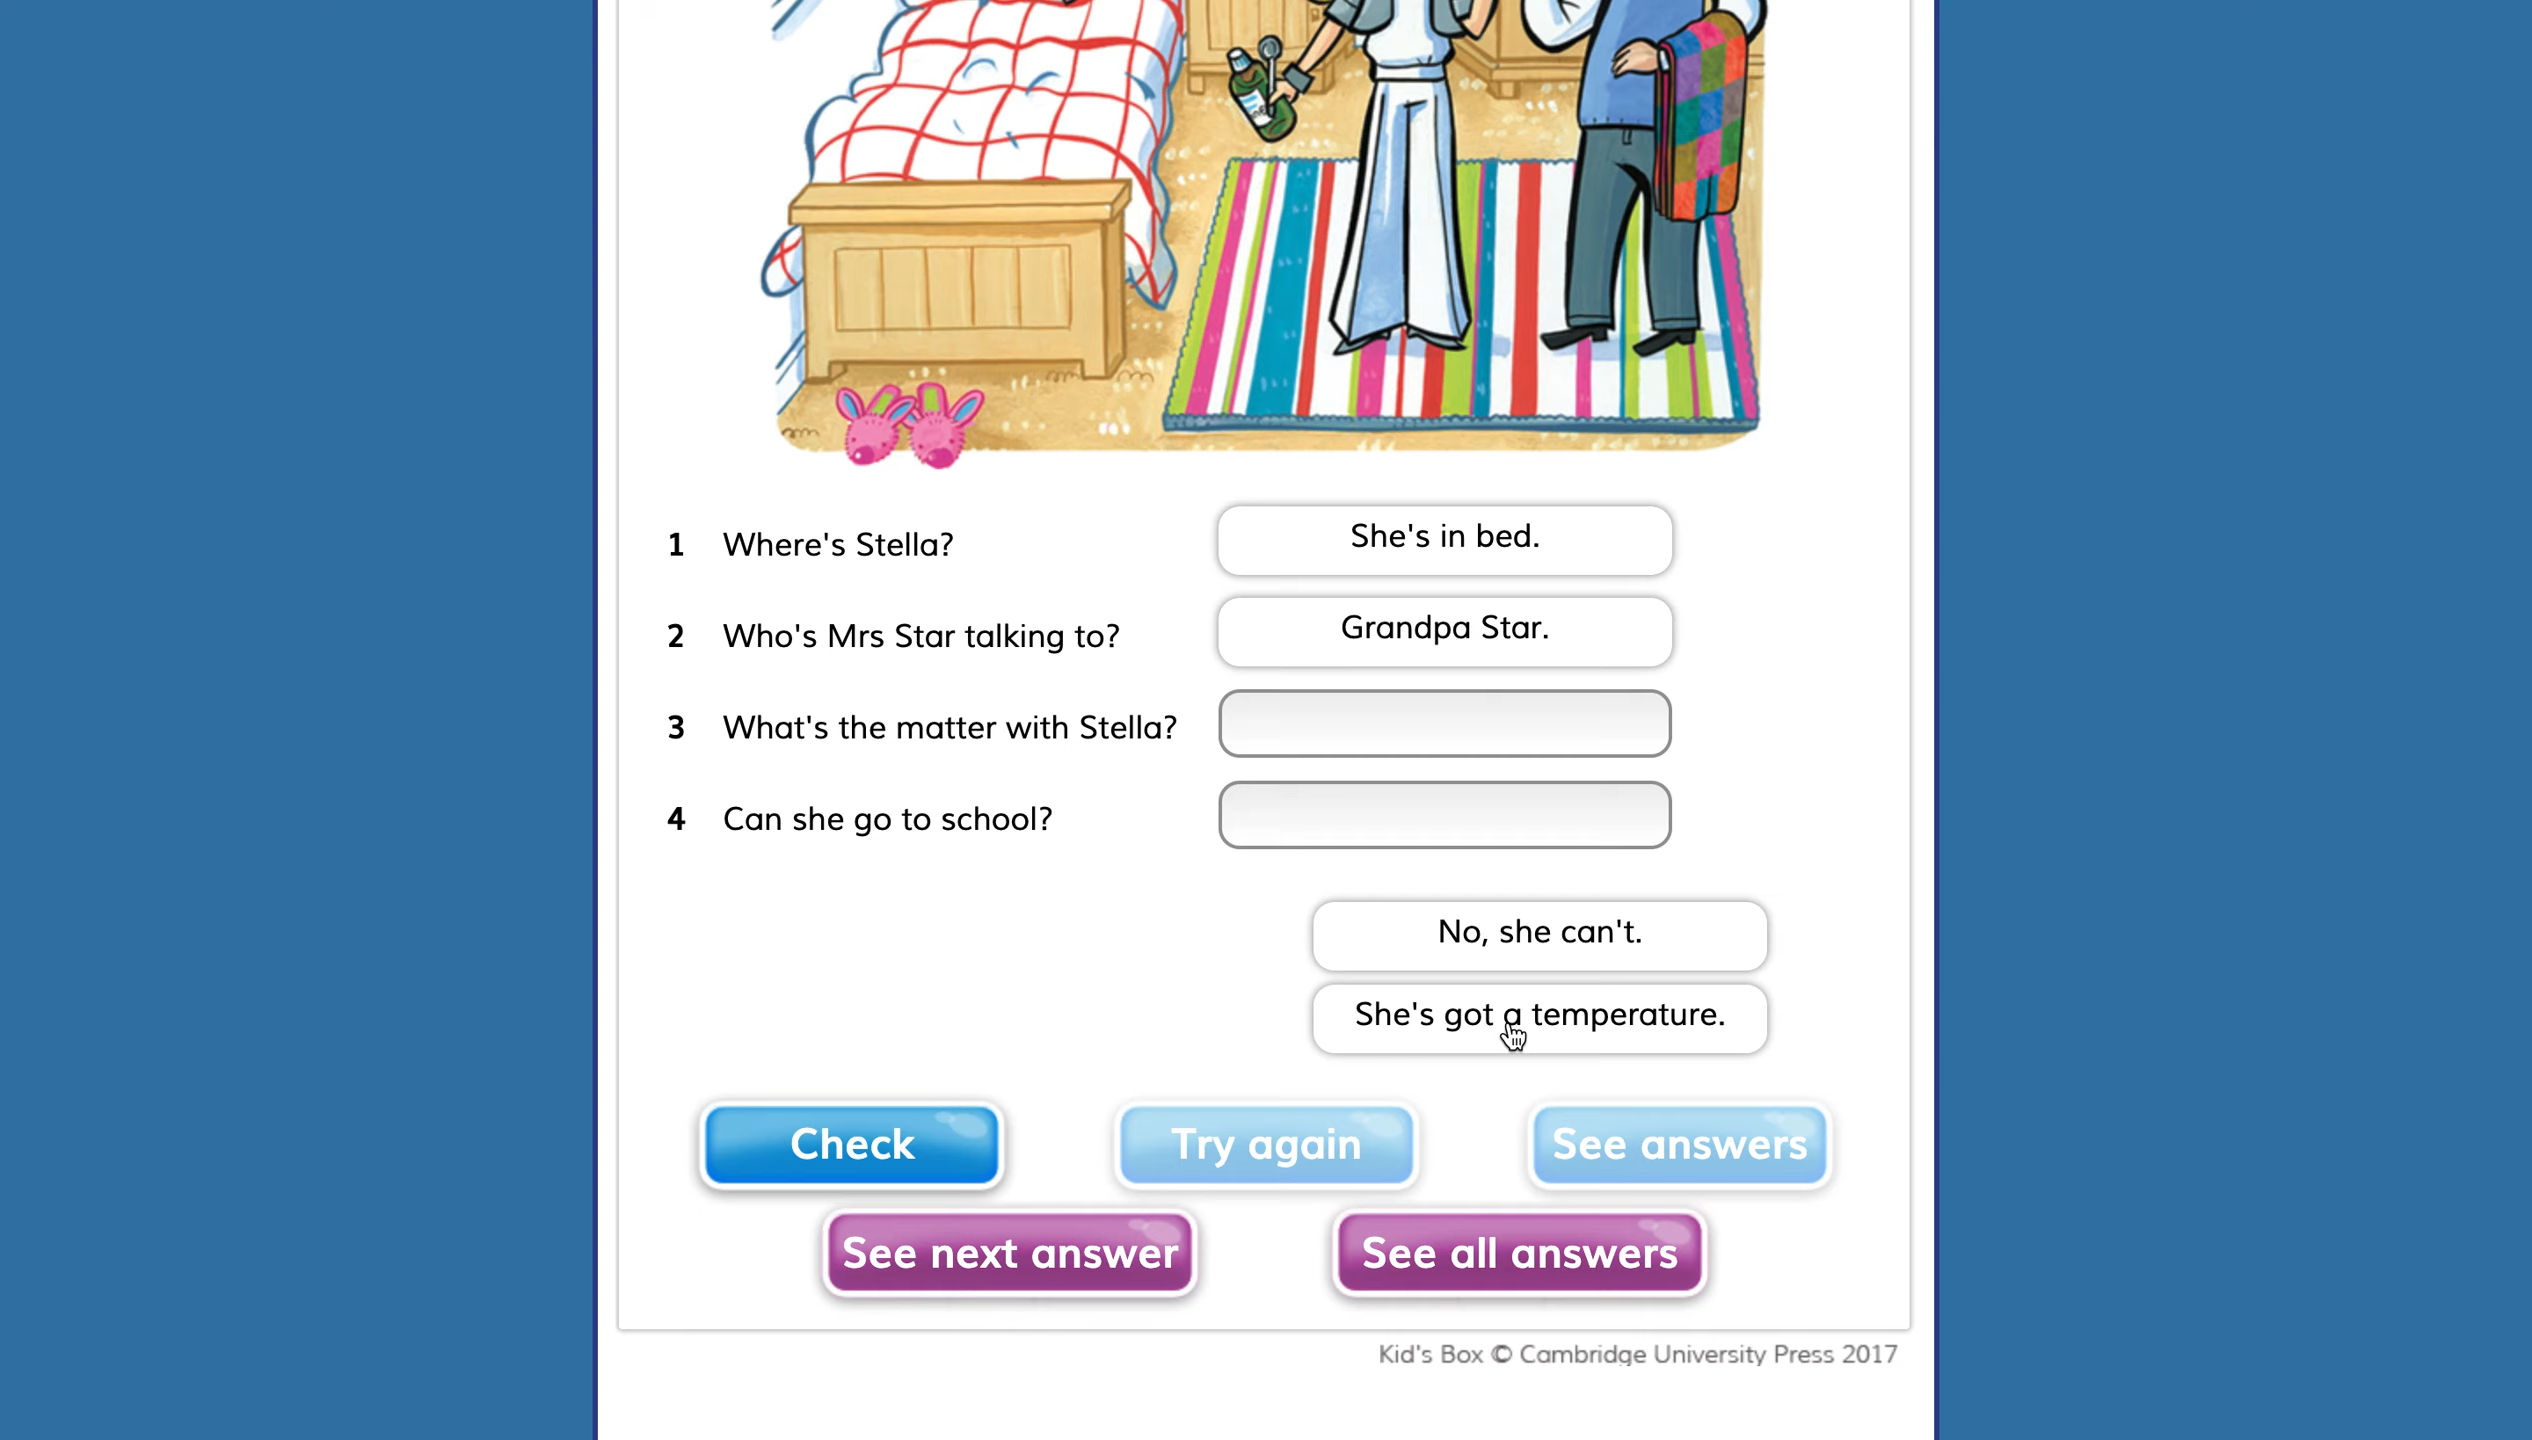 1 Where's Stella? She's in bed.
2 Who's Mrs Star talking to? Grandpa Star.
3 What's the matter with Stella?
4 Can she go to school?
No, she can't.
She's got a temperature.
Check Try again See answers
See next answer See all answers
Kid's Box © Cambridge University Press 2017